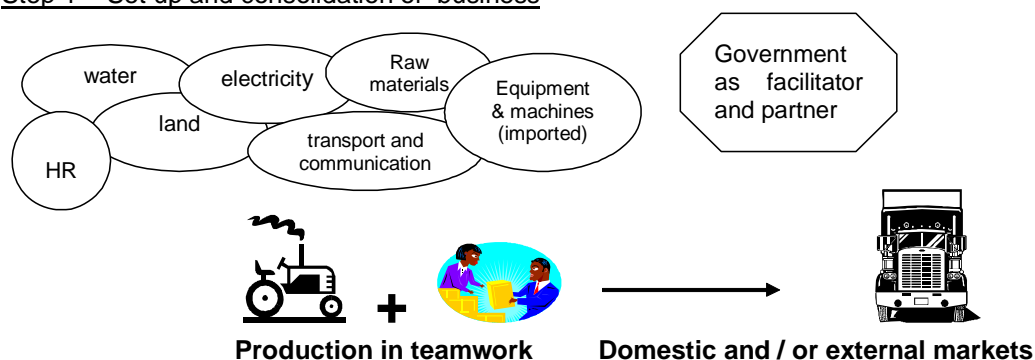 Step 1 – Set up and consolidation of business
water
electricity
Raw
materials
Equipment
& machines
(imported)
land
transport and
communication
HR
Government
as facilitator
and partner
+
Production in teamwork
Domestic and / or external markets